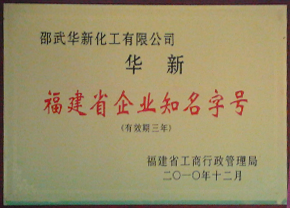 邵武华新化工有限公司
华新
福建省企业知名字号
(有效期三年)
福建省工商行政管理局
二〇一〇年十二月